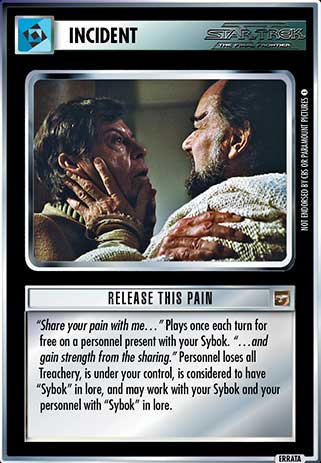 INCIDENT
STAR TREK
THE FINAL FRONTIER
NOT ENDORSED BY CBS OR PARAMOUNT PICTURES
RELEASE THIS PAIN
“Share your pain with me…” Plays once each turn for
free on a personnel present with your Sybok. “…and
gain strength from the sharing.” Personnel loses all
Treachery, is under your control, is considered to have
“Sybok” in lore, and may work with your Sybok and your
personnel with “Sybok” in lore.
ERRATA